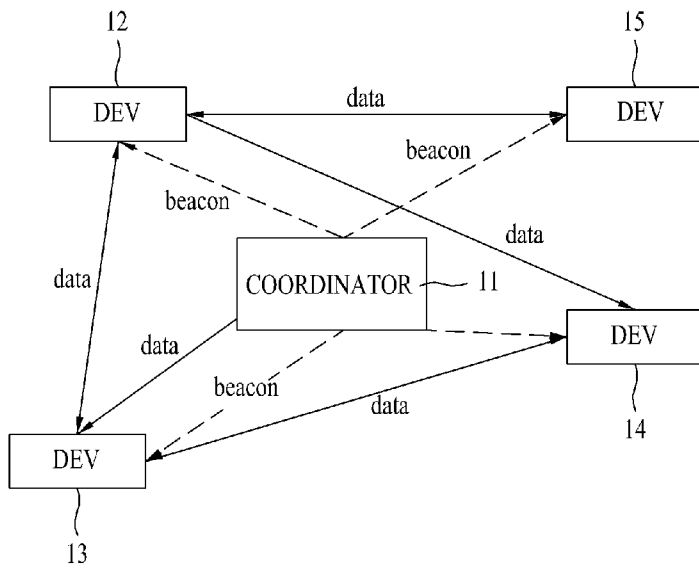 12
15
DEV
data
DEV
beacon
beacon
data
data
COORDINATOR
11
DEV
data
beacon
data
14
DEV
13